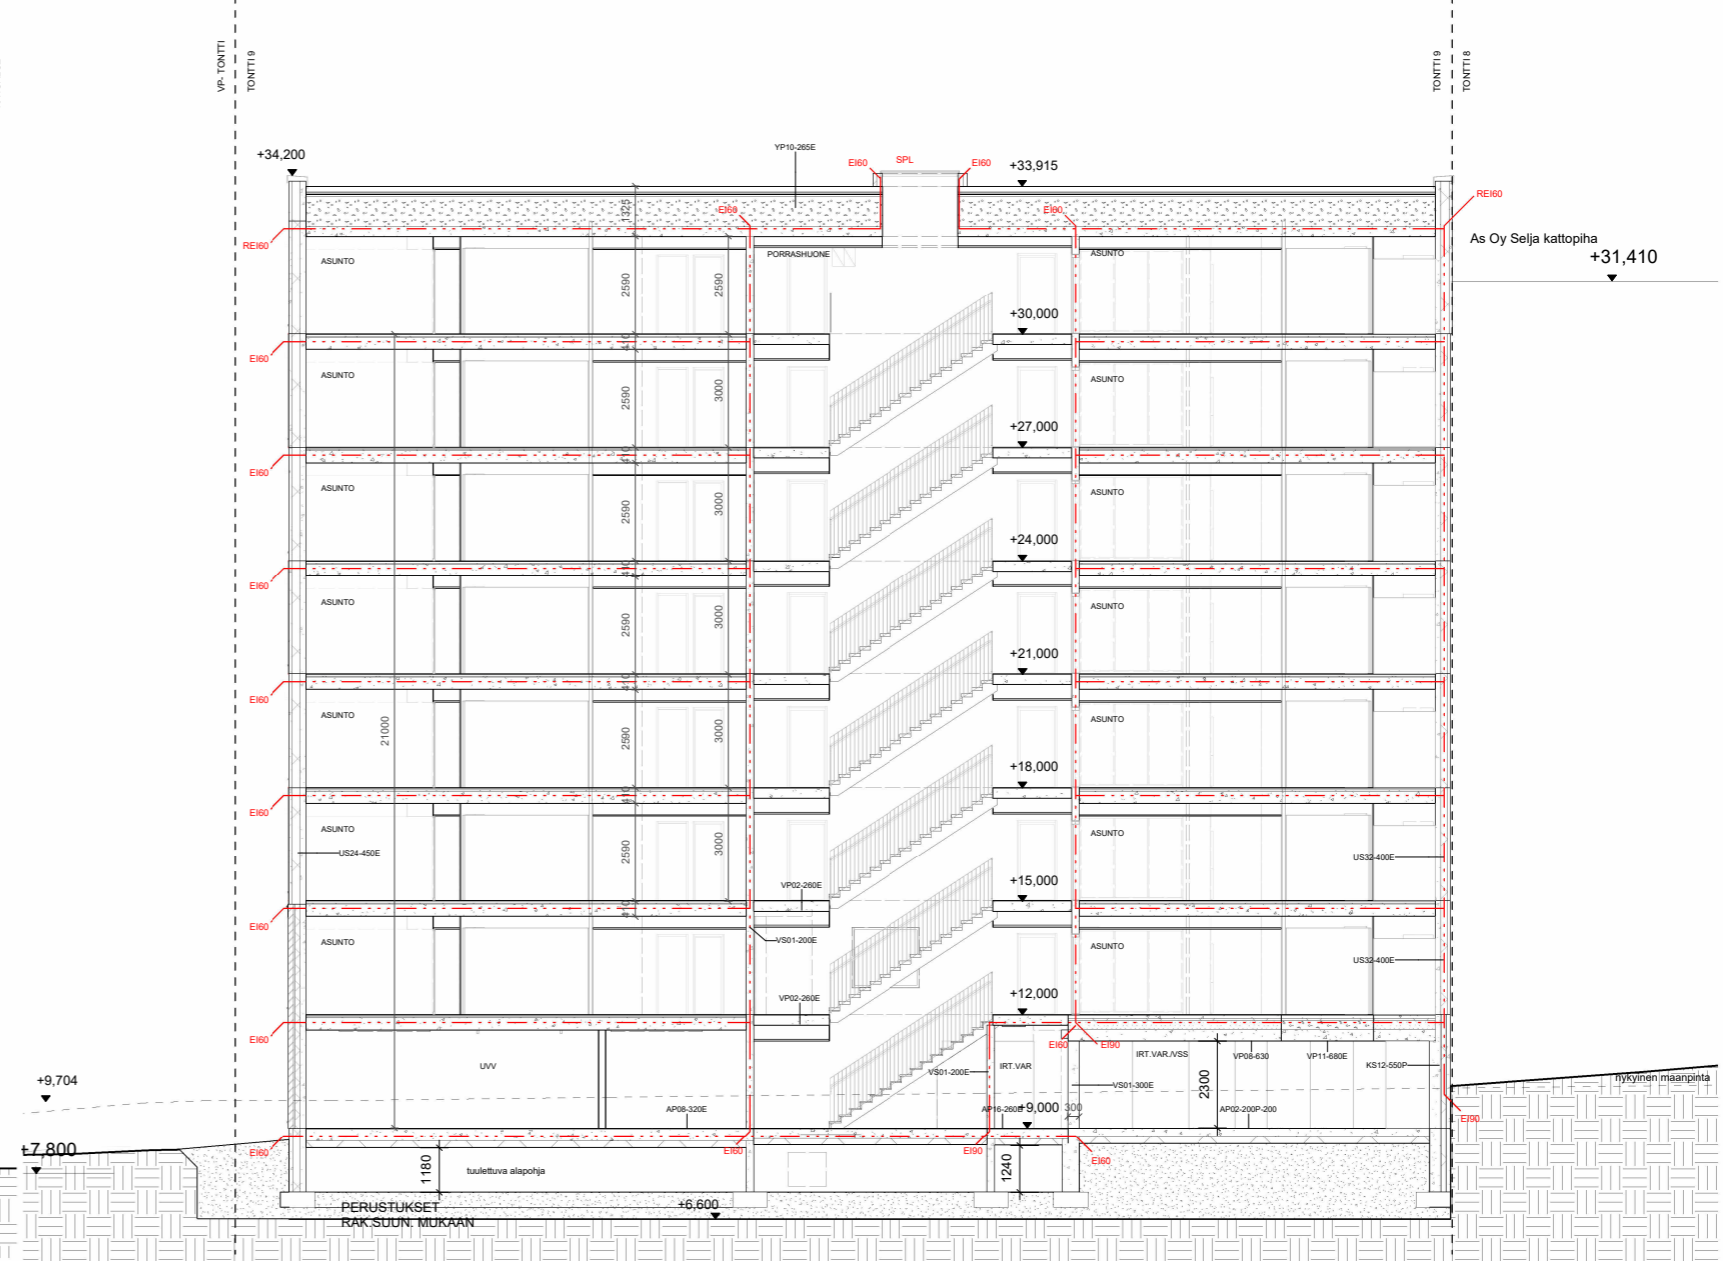 VP- TONTTI
TONTTI 9
TONTTI 9
TONTTI 8
+34,200
YP10-265E
EI60
SPL
EI60
+33,915
REI60
1325
EI60
EI60
REI60
As Oy Selja kattopiha
+31,410
ASUNTO
PORRASHUONE
ASUNTO
2590
2590
+30,000
EI60
410
ASUNTO
ASUNTO
2590
3000
+27,000
EI60
410
ASUNTO
ASUNTO
2590
3000
+24,000
EI60
410
ASUNTO
ASUNTO
2590
3000
+21,000
EI60
410
ASUNTO
ASUNTO
21000
2590
3000
+18,000
EI60
410
ASUNTO
ASUNTO
US24-450E
2590
3000
US32-400E
+15,000
VP02-260E
EI60
410
ASUNTO
VS01-200E
ASUNTO
US32-400E
+12,000
VP02-260E
EI60
EI60
EI90
UVV
VS01-200E
IRT.VAR
IRT.VAR./VSS
VP08-630
VP11-680E
KS12-550P
nykyinen maanpinta
+9,704
VS01-300E
2300
AP08-320E
AP16-260E
+9,000
300
AP02-200P-200
EI90
+7,800
EI60
EI60
EI90
EI60
1180
tuulettuva alapohja
1240
PERUSTUKSET
RAK.SUUN. MUKAAN
+6,600